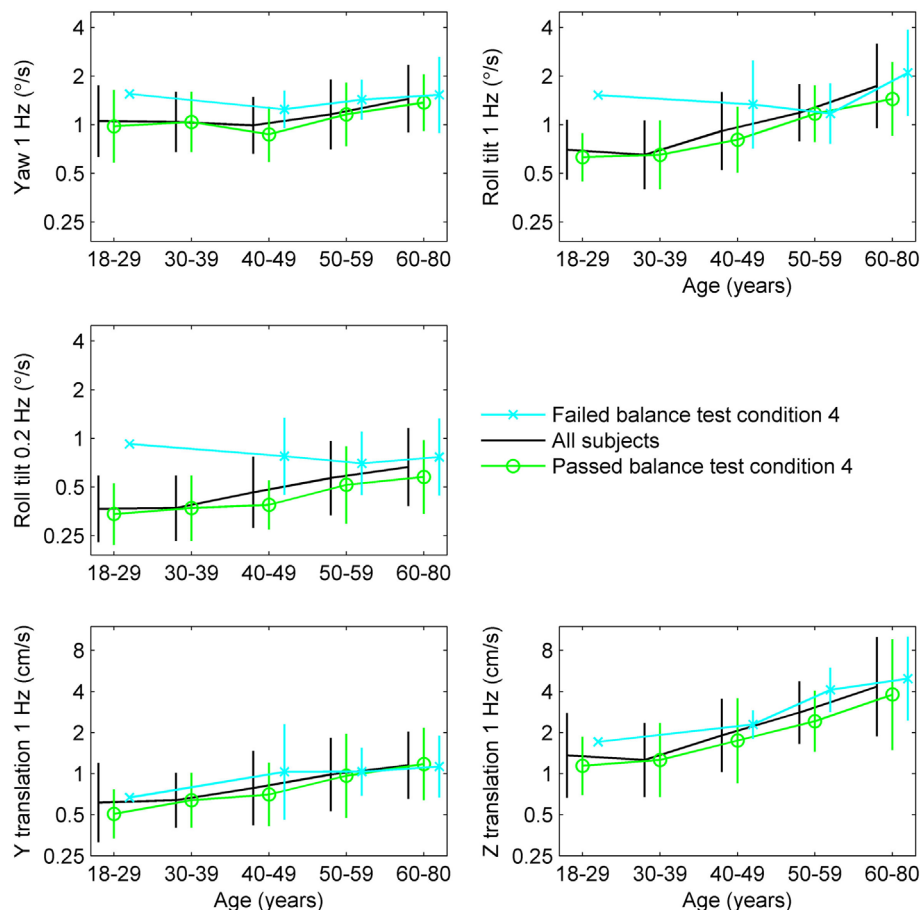 Yaw 1 Hz (°/s)
4
2
1
0.5
0.25
18-29 30-39 40-49 50-59 60-80
Roll tilt 1 Hz (°/s)
4
2
1
0.5
0.25
18-29 30-39 40-49 50-59 60-80
Age (years)
Roll tilt 0.2 Hz (°/s)
4
2
1
0.5
0.25
18-29 30-39 40-49 50-59 60-80
Failed balance test condition 4
All subjects
Passed balance test condition 4
Y translation 1 Hz (cm/s)
8
4
2
1
0.5
0.25
18-29 30-39 40-49 50-59 60-80
Age (years)
Z translation 1 Hz (cm/s)
8
4
2
1
0.5
0.25
18-29 30-39 40-49 50-59 60-80
Age (years)